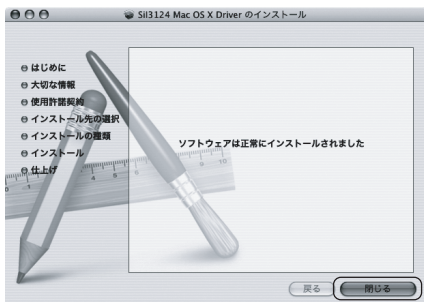 SiI3124 Mac OS X Driver のインストール
はじめに
大切な情報
使用許諾契約
インストール先の選択
インストールの種類
インストール
仕上げ
ソフトウェアは正常にインストールされました
戻る
閉じる